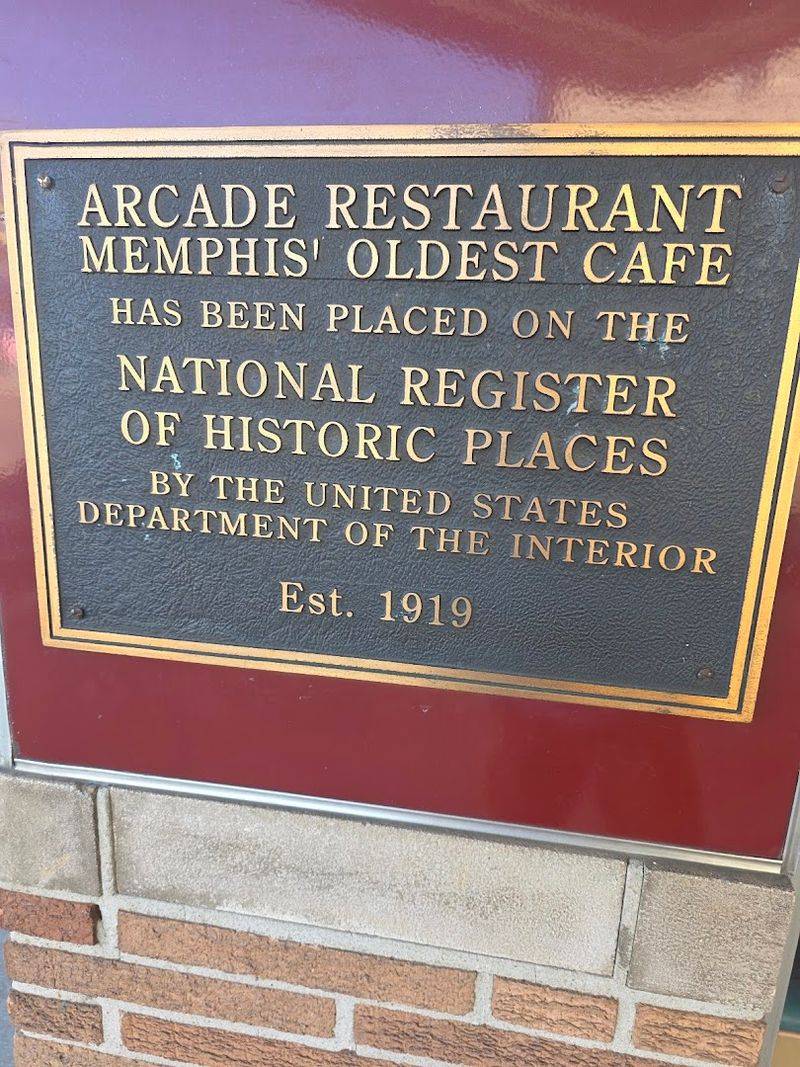 ARCADE RESTAURANT
MEMPHIS' OLDEST CAFE
HAS BEEN PLACED ON THE
NATIONAL REGISTER
OF HISTORIC PLACES
BY THE UNITED STATES
DEPARTMENT OF THE INTERIOR
Est. 1919